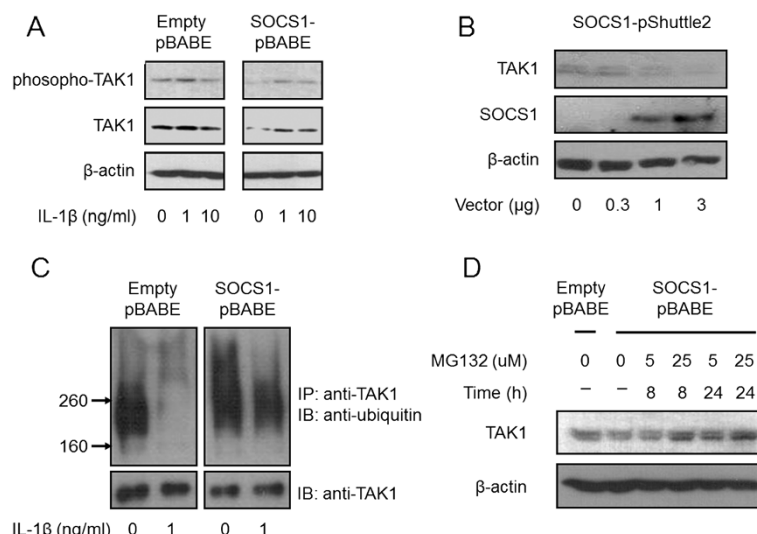 A
Empty
pBABE
SOCS1-
pBABE
phosopho-TAK1
TAK1
β-actin
IL-1β (ng/ml)
0 1 10 0 1 10
B
SOCS1-pShuttle2
TAK1
SOCS1
β-actin
Vector (µg)
0 0.3 1 3
C
Empty
pBABE
SOCS1-
pBABE
260
160
IP: anti-TAK1
IB: anti-ubiquitin
IB: anti-TAK1
IL-1β (ng/ml)
0 1 0 1
D
Empty
pBABE
SOCS1-
pBABE
MG132 (uM) 0 0 5 25 5 25
Time (h) – – 8 8 24 24
TAK1
β-actin